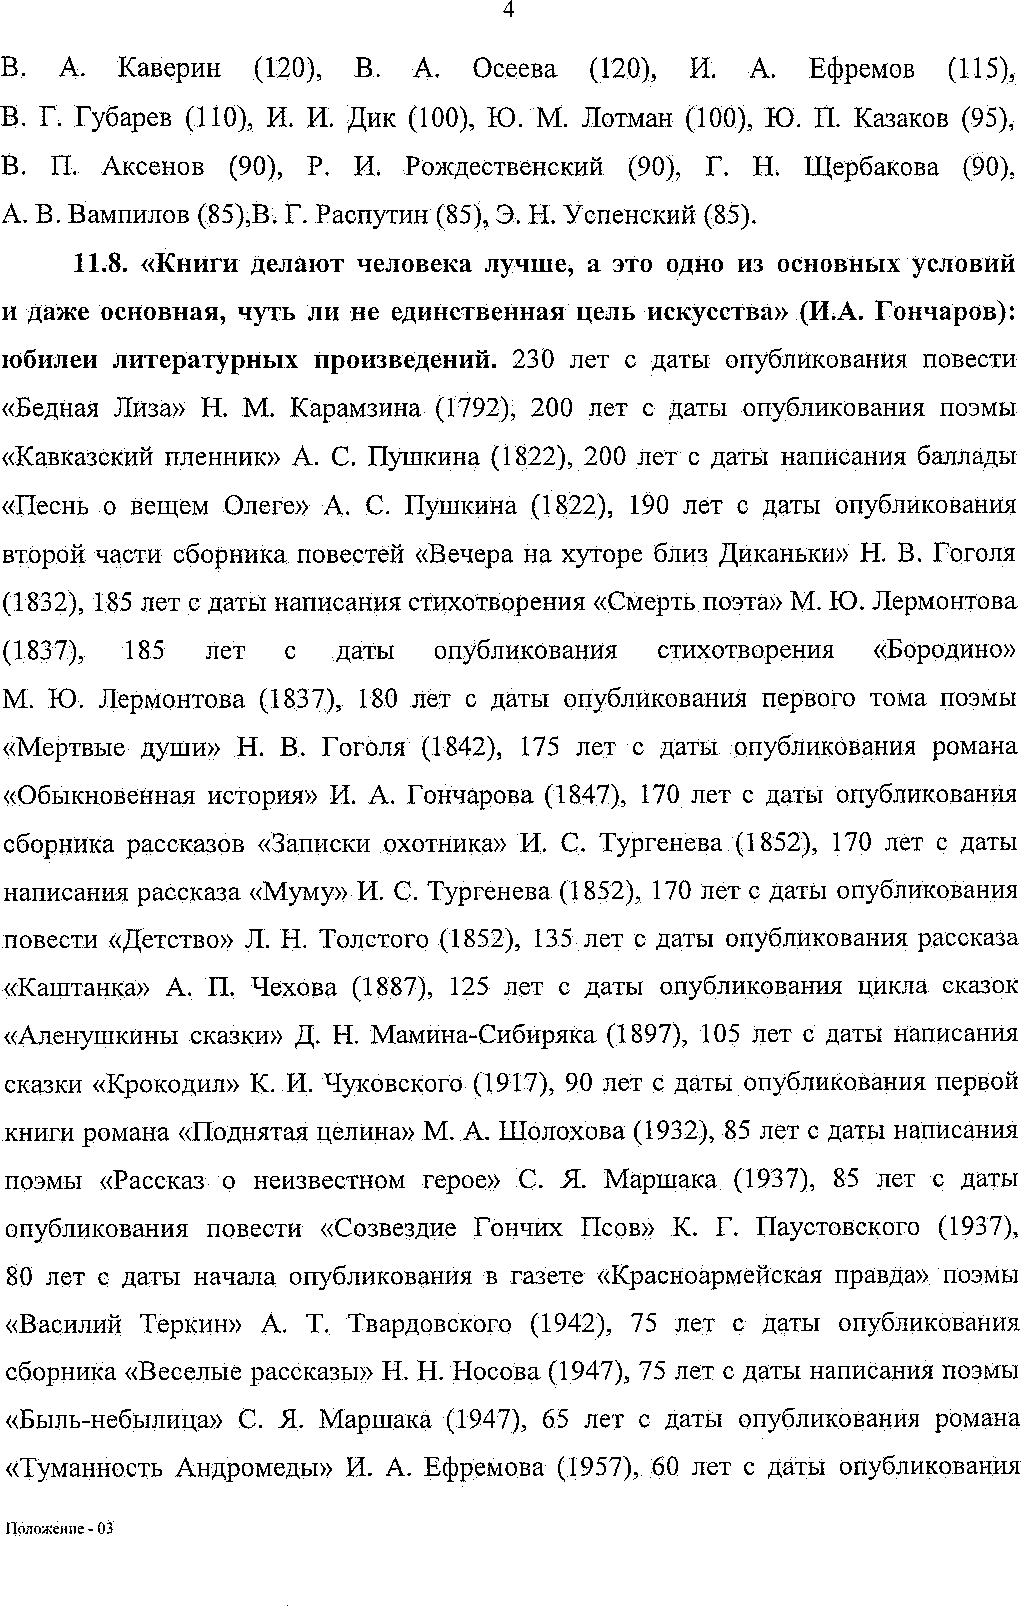 4
В. А. Каверин (120), В. А. Осеева (120), И. А. Ефремов (115),
В. Г. Губарев (110), И. И. Дик (100), Ю. М. Лотман (100), Ю. П. Казаков (95),
В. П. Аксенов (90), Р. И. Рождественский (90), Г. Н. Щербакова (90),
А. В. Вампилов (85),В. Г. Распутин (85), Э. Н. Успенский (85).
11.8. «Книги делают человека лучше, а это одно из основных условий
и даже основная, чуть ли не единственная цель искусства» (И.А. Гончаров):
юбилеи литературных произведений. 230 лет с даты опубликования повести
«Бедная Лиза» Н. М. Карамзина (1792), 200 лет с даты опубликования поэмы
«Кавказский пленник» А. С. Пушкина (1822), 200 лет с даты написания баллады
«Песнь о вещем Олеге» А. С. Пушкина (1822), 190 лет с даты опубликования
второй части сборника повестей «Вечера на хуторе близ Диканьки» Н. В. Гоголя
(1832), 185 лет с даты написания стихотворения «Смерть поэта» М. Ю. Лермонтова
(1837), 185 лет с даты опубликования стихотворения «Бородино»
М. Ю. Лермонтова (1837), 180 лет с даты опубликования первого тома поэмы
«Мертвые души» Н. В. Гоголя (1842), 175 лет с даты опубликования романа
«Обыкновенная история» И. А. Гончарова (1847), 170 лет с даты опубликования
сборника рассказов «Записки охотника» И. С. Тургенева (1852), 170 лет с даты
написания рассказа «Муму» И. С. Тургенева (1852), 170 лет с даты опубликования
повести «Детство» Л. Н. Толстого (1852), 135 лет с даты опубликования рассказа
«Каштанка» А. П. Чехова (1887), 125 лет с даты опубликования цикла сказок
«Аленушкины сказки» Д. Н. Мамина-Сибиряка (1897), 105 лет с даты написания
сказки «Крокодил» К. И. Чуковского (1917), 90 лет с даты опубликования первой
книги романа «Поднятая целина» М. А. Шолохова (1932), 85 лет с даты написания
поэмы «Рассказ о неизвестном герое» С. Я. Маршака (1937), 85 лет с даты
опубликования повести «Созвездие Гончих Псов» К. Г. Паустовского (1937),
80 лет с даты начала опубликования в газете «Красноармейская правда» поэмы
«Василий Теркин» А. Т. Твардовского (1942), 75 лет с даты опубликования
сборника «Веселые рассказы» Н. Н. Носова (1947), 75 лет с даты написания поэмы
«Быль-небылица» С. Я. Маршака (1947), 65 лет с даты опубликования романа
«Туманность Андромеды» И. А. Ефремова (1957), 60 лет с даты опубликования
Положение - 03